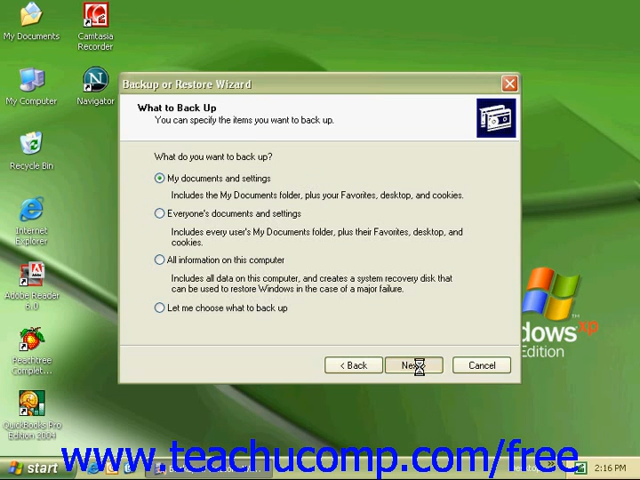 My Documents
Camtasia
Recorder
My Computer
Navigator
Recycle Bin
Internet
Explorer
Adobe Reader
6.0
Peachtree
Complet...
QuickBooks Pro
Edition 2004
Backup or Restore Wizard
What to Back Up
You can specify the items you want to back up.
What do you want to back up?
My documents and settings
Includes the My Documents folder, plus your Favorites, desktop, and cookies.
Everyone's documents and settings
Includes every user's My Documents folder, plus their Favorites, desktop, and
cookies.
All information on this computer
Includes all data on this computer, and creates a system recovery disk that
can be used to restore Windows in the case of a major failure.
Let me choose what to back up
< Back
Cancel
dows xp
Edition
www.teachucomp.com/free
start
2:16 PM